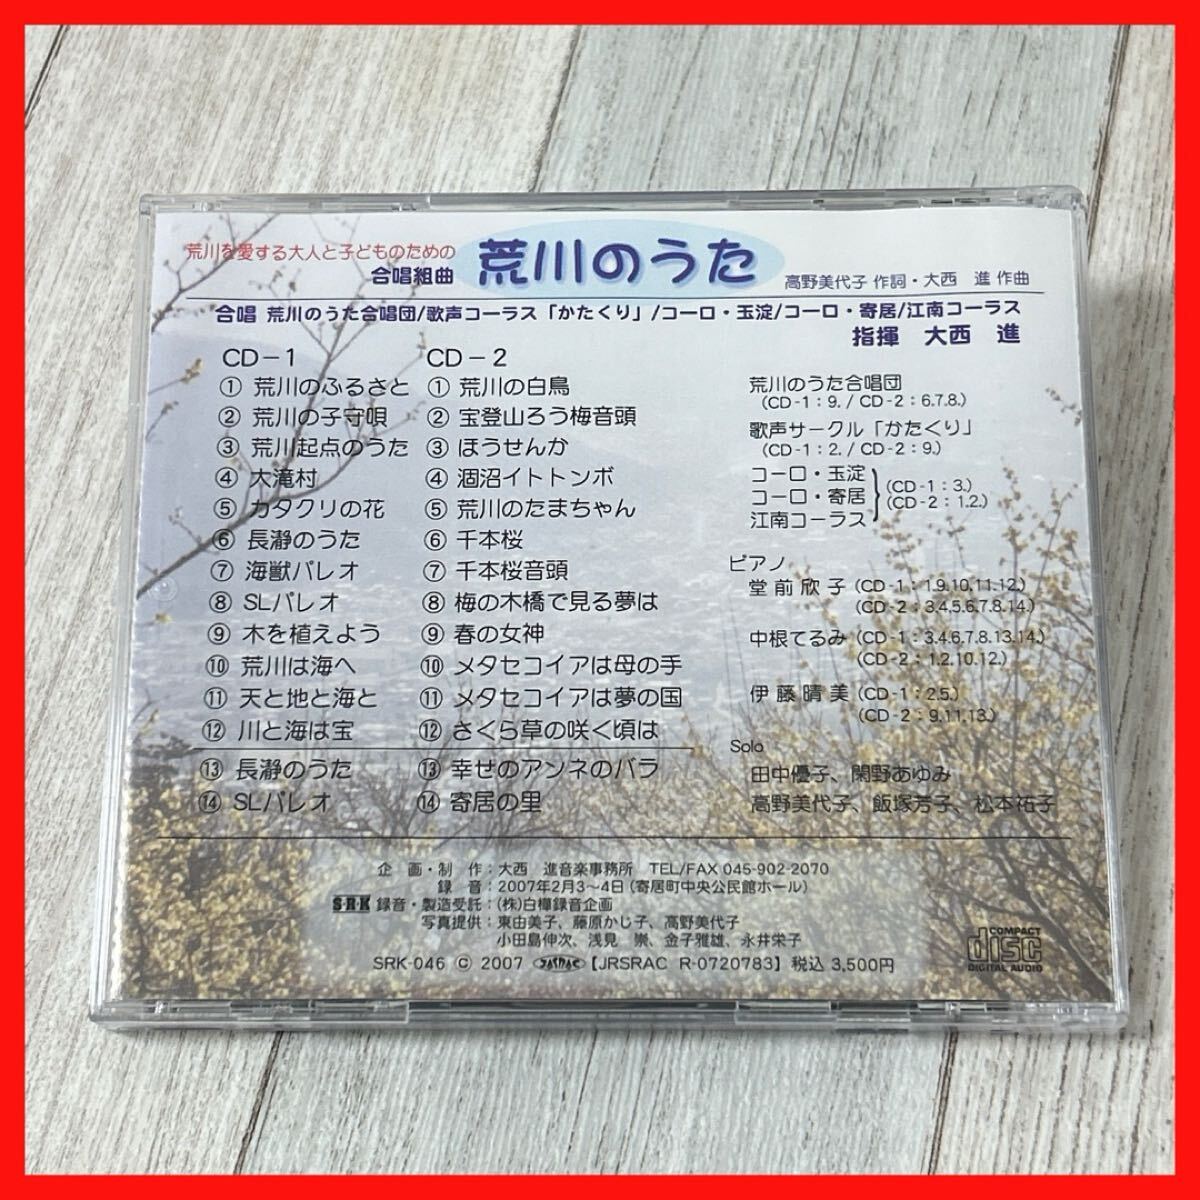 荒川を愛する大人と子どものための
合唱組曲 荒川のうた 高野美代子 作詞・大西 進 作曲
合唱 荒川のうた合唱団/歌声コーラス「かたくり」/コーロ・玉淀/コーロ・寄居/江南コーラス
指揮 大西 進
CD-1
① 荒川のふるさと
② 荒川の子守唄
③ 荒川起点のうた
④ 大滝村
⑤ カタクリの花
⑥ 長瀞のうた
⑦ 海獣パレオ
⑧ SLパレオ
⑨ 木を植えよう
⑩ 荒川は海へ
⑪ 天と地と海と
⑫ 川と海は宝
⑬ 長瀞のうた
⑭ SLパレオ
CD-2
① 荒川の白鳥
② 宝登山ろう梅音頭
③ ほうせんか
④ 涸沼イトトンボ
⑤ 荒川のたまちゃん
⑥ 千本桜
⑦ 千本桜音頭
⑧ 梅の木橋で見る夢は
⑨ 春の女神
⑩ メタセコイアは母の手
⑪ メタセコイアは夢の国
⑫ さくら草の咲く頃は
⑬ 幸せのアンネのバラ
⑭ 寄居の里
荒川のうた合唱団
(CD-1:9./CD-2:6.7.8.)
歌声サークル「かたくり」
(CD-1:2./CD-2:9.)
コーロ・玉淀
コーロ・寄居
江南コーラス
(CD-1:3.)
(CD-2:1.2.)
ピアノ
堂前欣子 (CD-1:1.9.10.11.12.)
(CD-2:3.4.5.6.7.8.14.)
中根てるみ (CD-1:3.4.6.7.8.13.14.)
(CD-2:1.2.10.12.)
伊藤晴美 (CD-1:2.5.)
(CD-2:9.11.13.)
Solo
田中優子、関野あゆみ
高野美代子、飯塚芳子、松本祐子
企画・制作:大西 進音楽事務所 TEL/FAX 045-902-2070
録音:2007年2月3〜4日(寄居町中央公民館ホール)
S・R・K 録音・製造受託:(株)白樺録音企画
写真提供:東由美子、藤原かじ子、高野美代子
小田島伸次、浅見 崇、金子雅雄、永井栄子
SRK-046 © 2007 JASRAC 【JRSRAC R-0720783】 税込 3,500円
COMPACT
disc
DIGITAL AUDIO